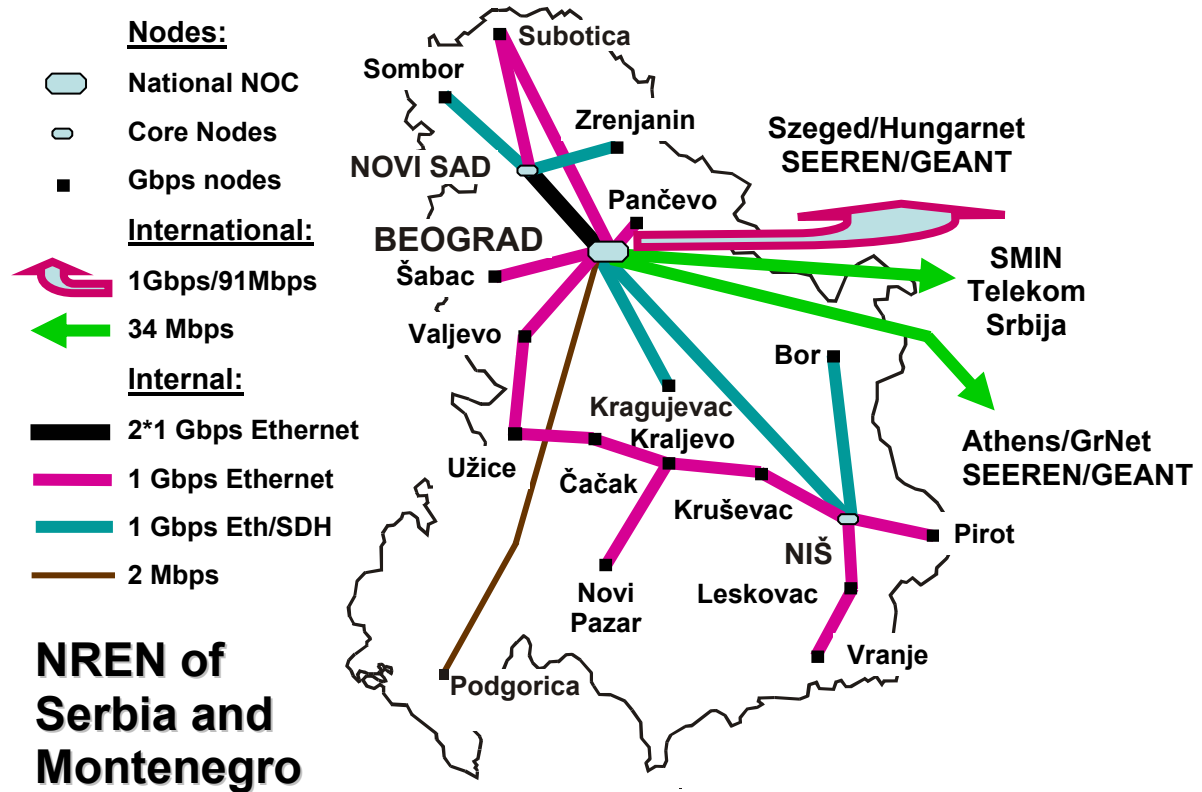 Nodes:
National NOC
Core Nodes
Gbps nodes
International:
1Gbps/91Mbps
34 Mbps
Internal:
2*1 Gbps Ethernet
1 Gbps Ethernet
1 Gbps Eth/SDH
2 Mbps
NREN of
Serbia and
Montenegro
Subotica
Sombor
Zrenjanin
NOVI SAD
Pančevo
BEOGRAD
Šabac
Valjevo
Szeged/Hungarnet
SEEREN/GEANT
SMIN
Telekom
Srbija
Bor
Kragujevac
Kraljevo
Athens/GrNet
SEEREN/GEANT
Užice
Čačak
Kruševac
NIŠ
Pirot
Novi
Pazar
Leskovac
Vranje
Podgorica